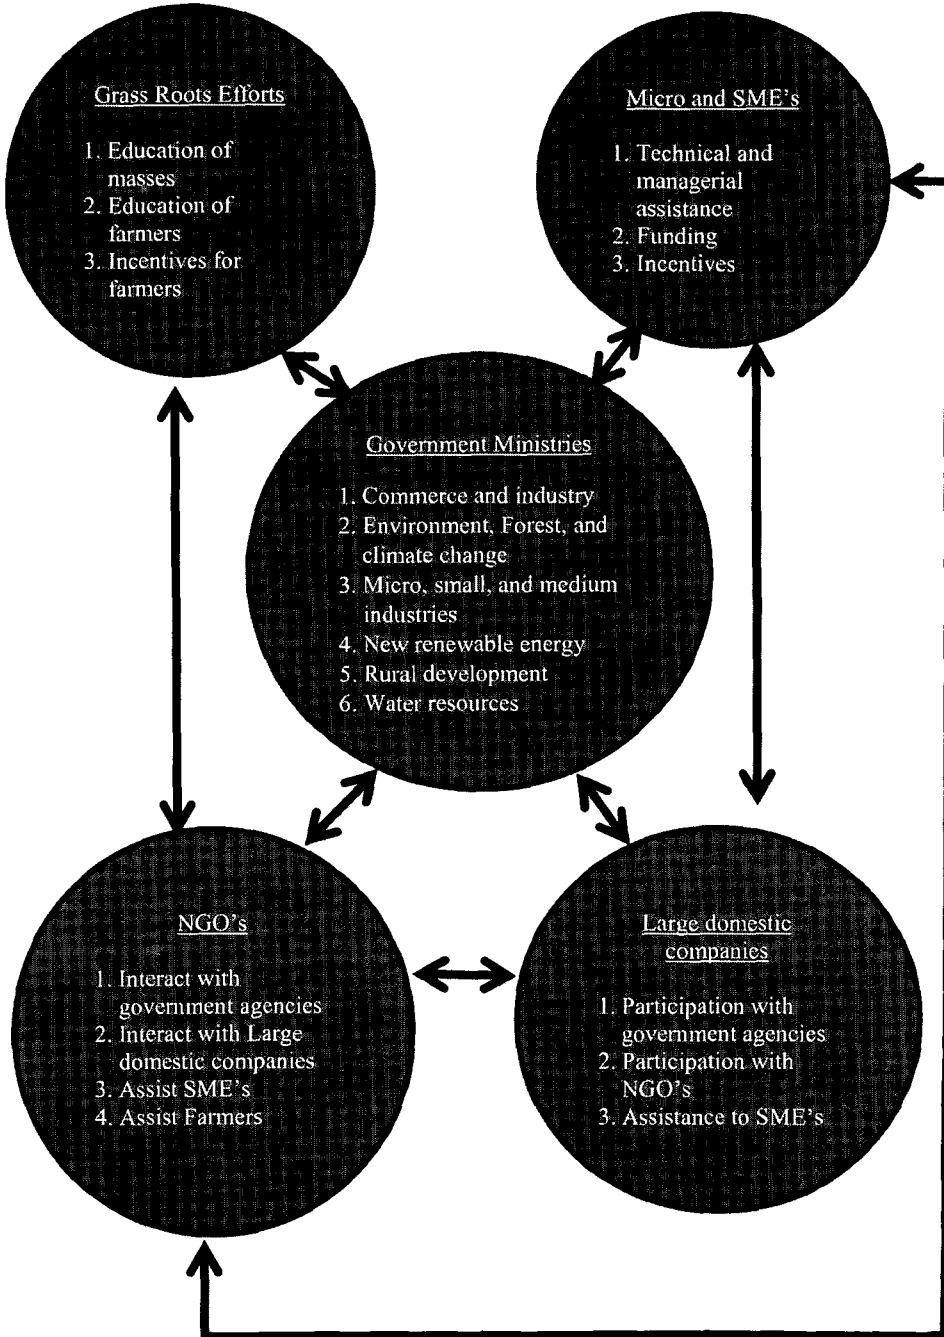 Grass Roots Efforts
1. Education of
masses
2. Education of
farmers
3. Incentives for
farmers
Micro and SME's
1. Technical and
managerial
assistance
2. Funding
3. Incentives
Government Ministries
1. Commerce and industry
2. Environment, Forest, and
climate change
3. Micro, small, and medium
industries
4. New renewable energy
5. Rural development
6. Water resources
NGO's
1. Interact with
government agencies
2. Interact with Large
domestic companies
3. Assist SME's
4. Assist Farmers
Large domestic
companies
1. Participation with
government agencies
2. Participation with
NGO's
3. Assistance to SME's